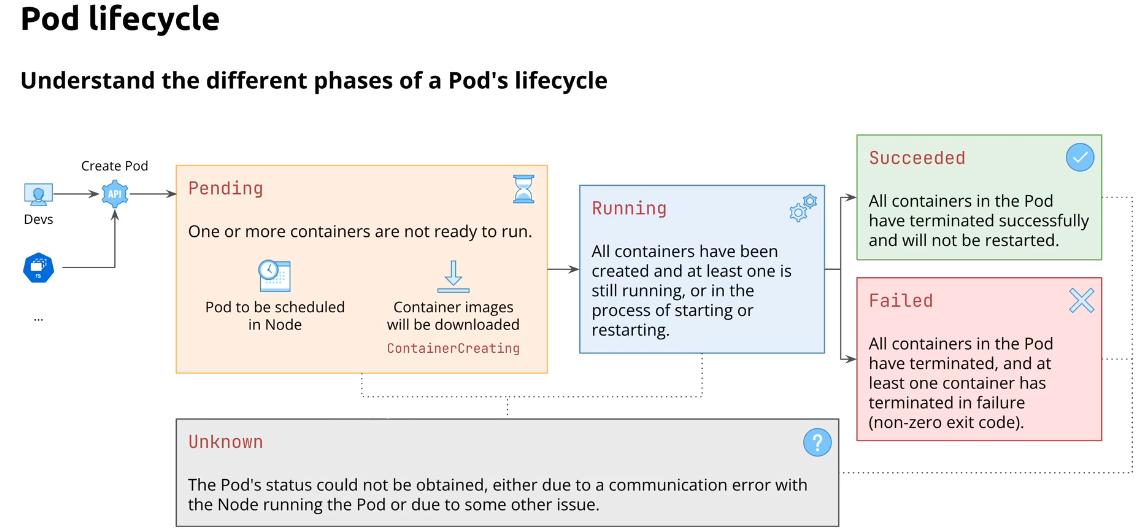 Pod lifecycle
Understand the different phases of a Pod's lifecycle
Create Pod
API
Devs
RS
...
Pending
One or more containers are not ready to run.
Pod to be scheduled
in Node
Container images
will be downloaded
ContainerCreating
Running
All containers have been
created and at least one is
still running, or in the
process of starting or
restarting.
Succeeded
All containers in the Pod
have terminated successfully
and will not be restarted.
Failed
All containers in the Pod
have terminated, and at
least one container has
terminated in failure
(non-zero exit code).
Unknown
?
The Pod's status could not be obtained, either due to a communication error with
the Node running the Pod or due to some other issue.